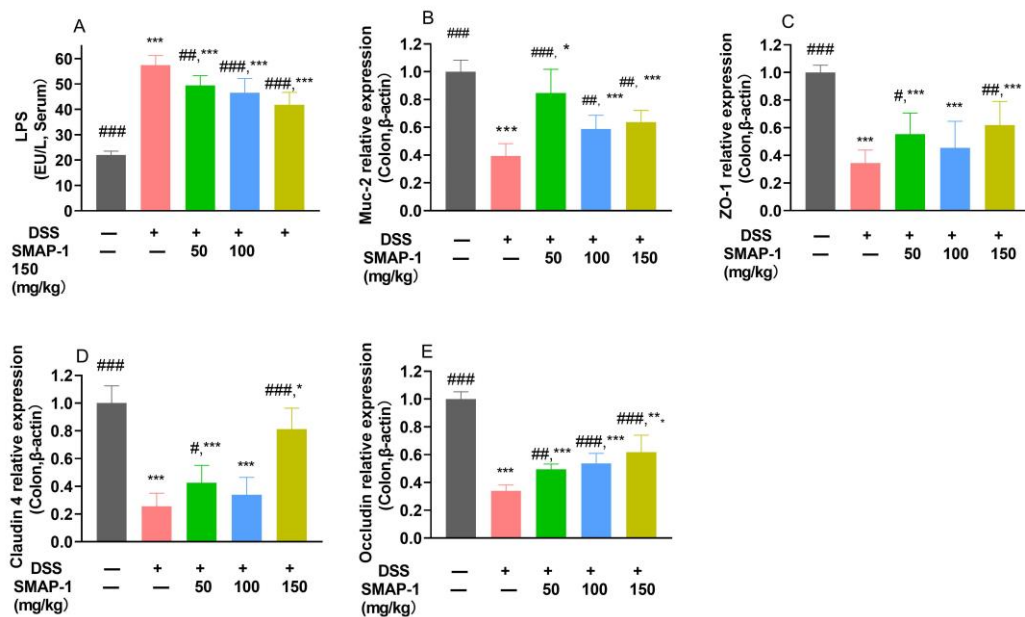 A
LPS
(EU/L, Serum)
60
50
40
30
20
10
0
###
***
##,***
###,***
###,***
DSS — + + + +
SMAP-1 — — 50 100
150
(mg/kg)
B
Muc-2 relative expression
(Colon,β-actin)
1.2
1.0
0.8
0.6
0.4
0.2
0.0
###
***
###, *
##, ***
##, ***
DSS — + + + +
SMAP-1 — — 50 100 150
(mg/kg)
C
ZO-1 relative expression
(Colon,β-actin)
1.2
1.0
0.8
0.6
0.4
0.2
0.0
###
***
#,***
***
##,***
DSS — + + + +
SMAP-1 — — 50 100 150
(mg/kg)
D
Claudin 4 relative expression
(Colon,β-actin)
1.2
1.0
0.8
0.6
0.4
0.2
0.0
###
***
#,***
***
###,*
DSS — + + + +
SMAP-1 — — 50 100 150
(mg/kg)
E
Occludin relative expression
(Colon,β-actin)
1.2
1.0
0.8
0.6
0.4
0.2
0.0
###
***
##,***
###,***
###,***
DSS — + + + +
SMAP-1 — — 50 100 150
(mg/kg)